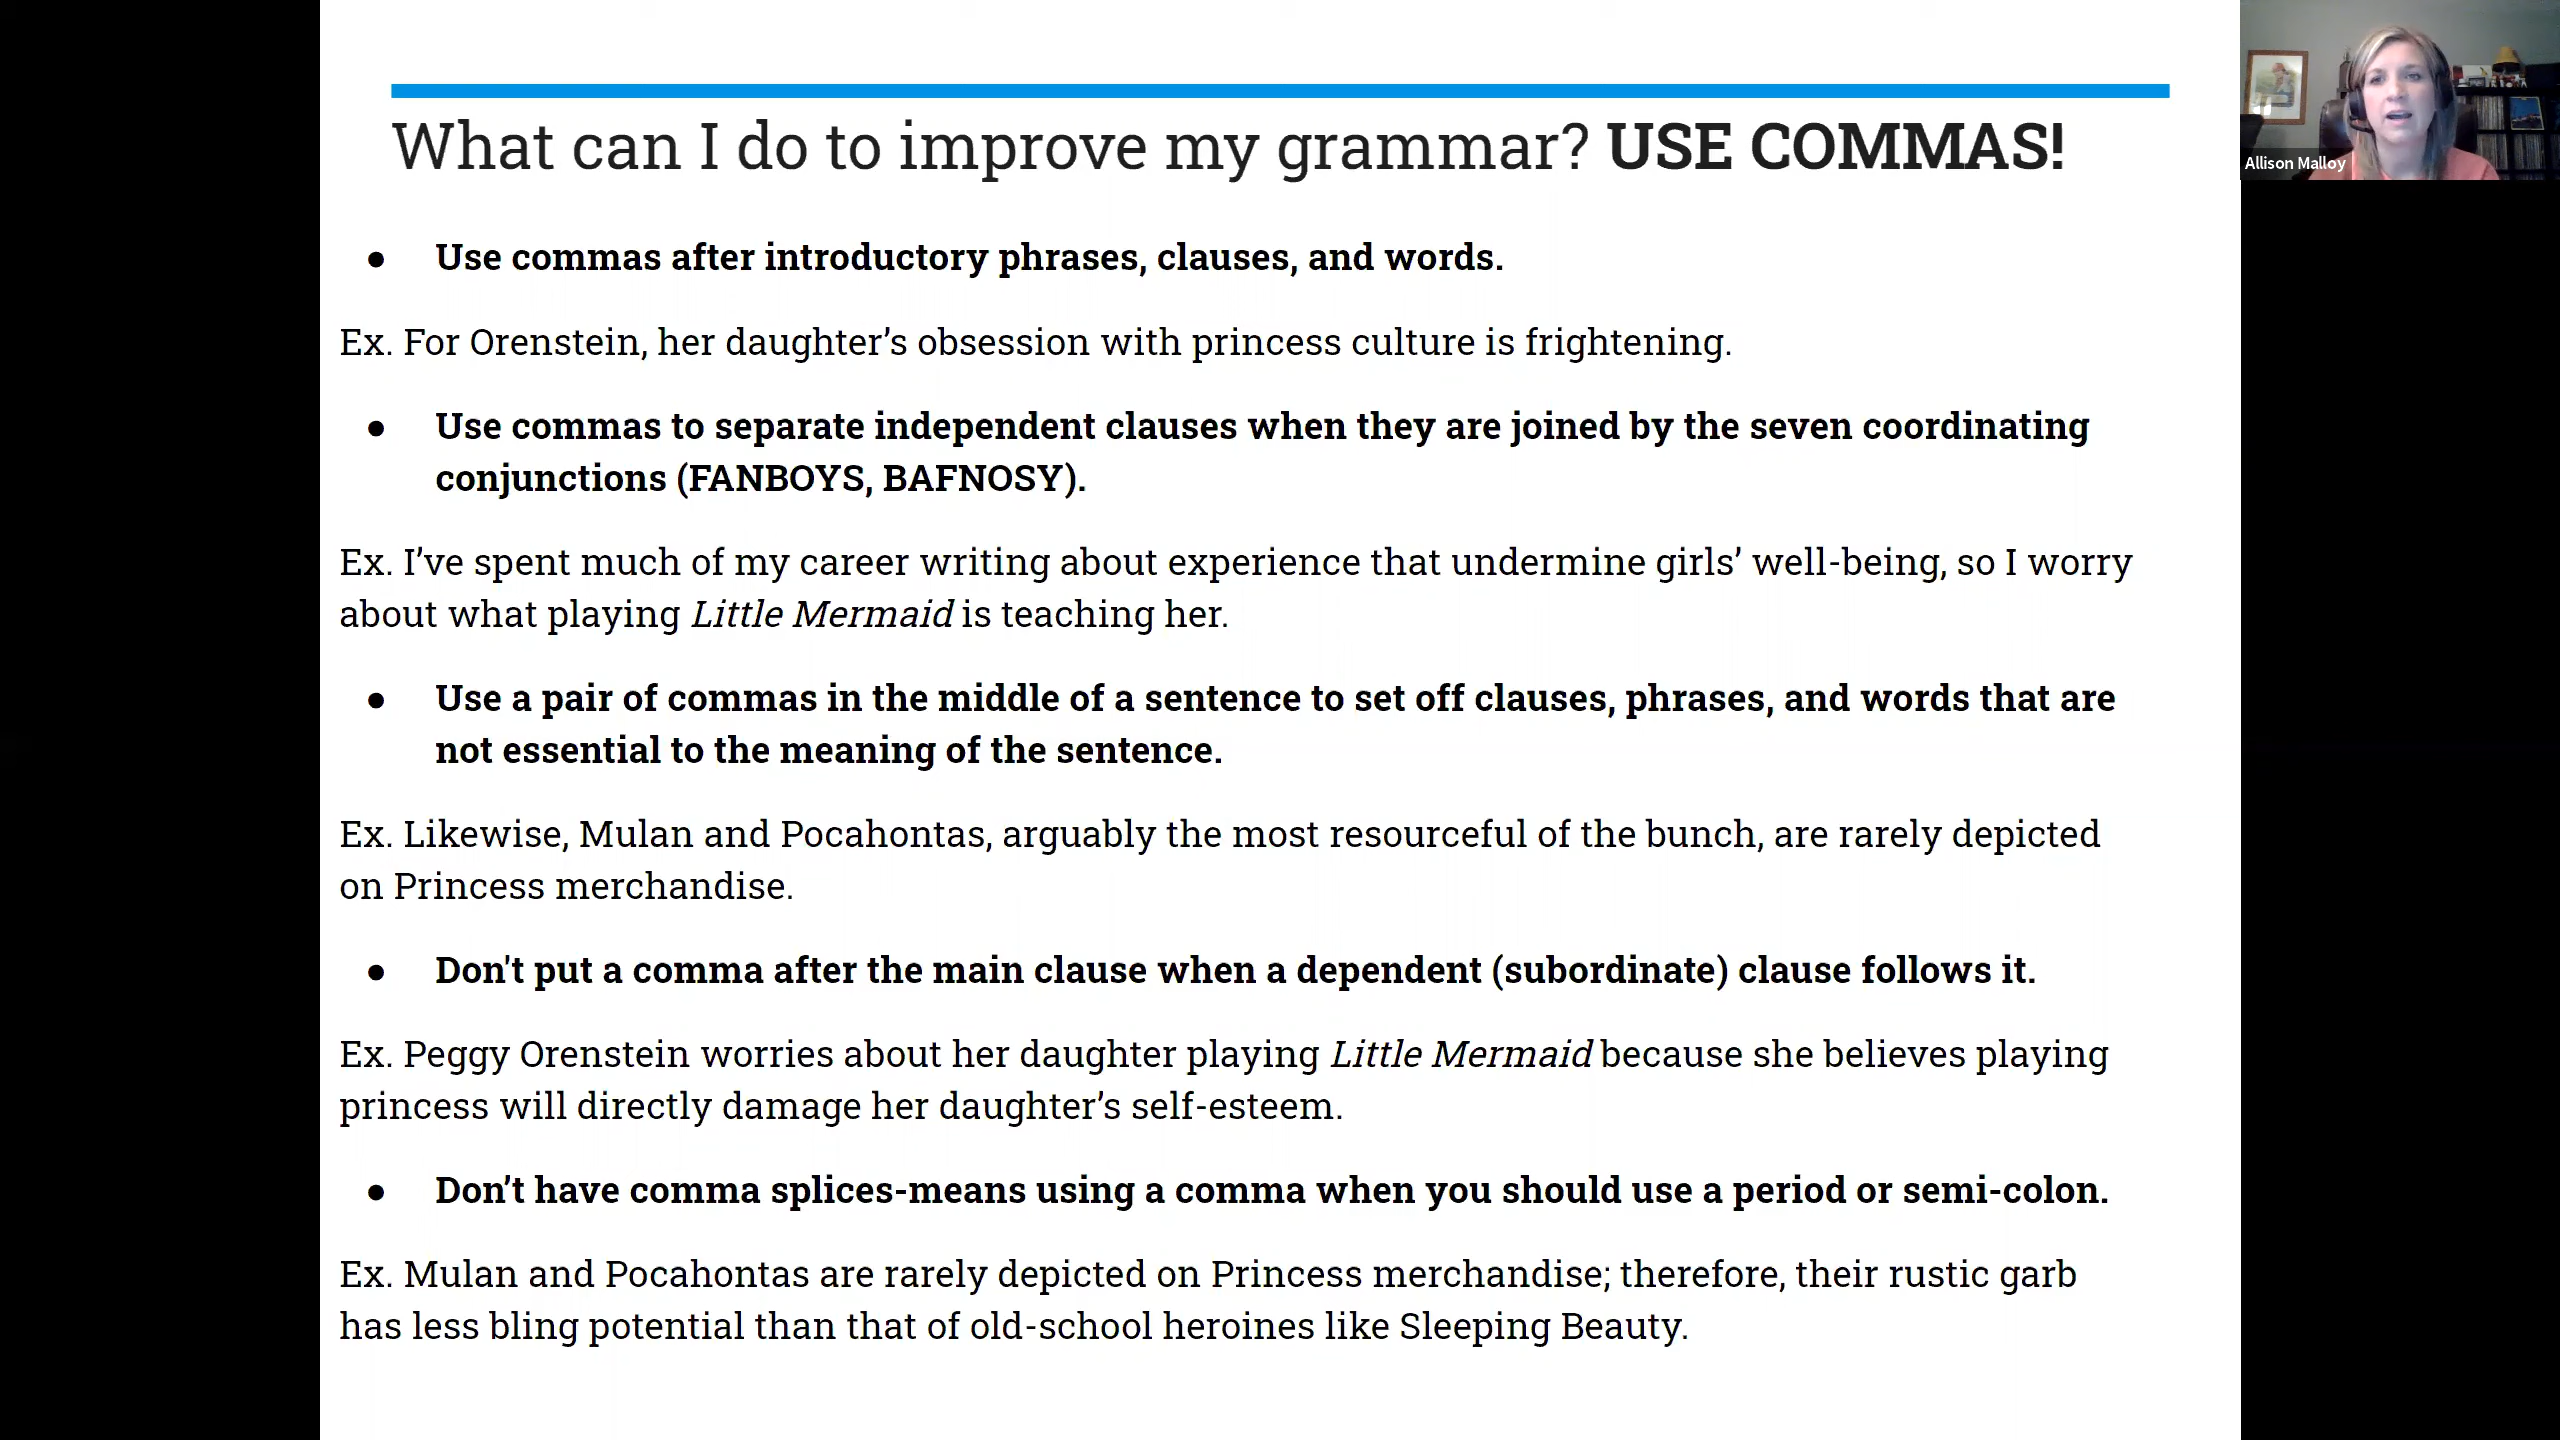 What can I do to improve my grammar? USE COMMAS!
Allison Malloy
● Use commas after introductory phrases, clauses, and words.
Ex. For Orenstein, her daughter’s obsession with princess culture is frightening.
● Use commas to separate independent clauses when they are joined by the seven coordinating
conjunctions (FANBOYS, BAFNOSY).
Ex. I’ve spent much of my career writing about experience that undermine girls’ well-being, so I worry
about what playing Little Mermaid is teaching her.
● Use a pair of commas in the middle of a sentence to set off clauses, phrases, and words that are
not essential to the meaning of the sentence.
Ex. Likewise, Mulan and Pocahontas, arguably the most resourceful of the bunch, are rarely depicted
on Princess merchandise.
● Don't put a comma after the main clause when a dependent (subordinate) clause follows it.
Ex. Peggy Orenstein worries about her daughter playing Little Mermaid because she believes playing
princess will directly damage her daughter’s self-esteem.
● Don’t have comma splices-means using a comma when you should use a period or semi-colon.
Ex. Mulan and Pocahontas are rarely depicted on Princess merchandise; therefore, their rustic garb
has less bling potential than that of old-school heroines like Sleeping Beauty.